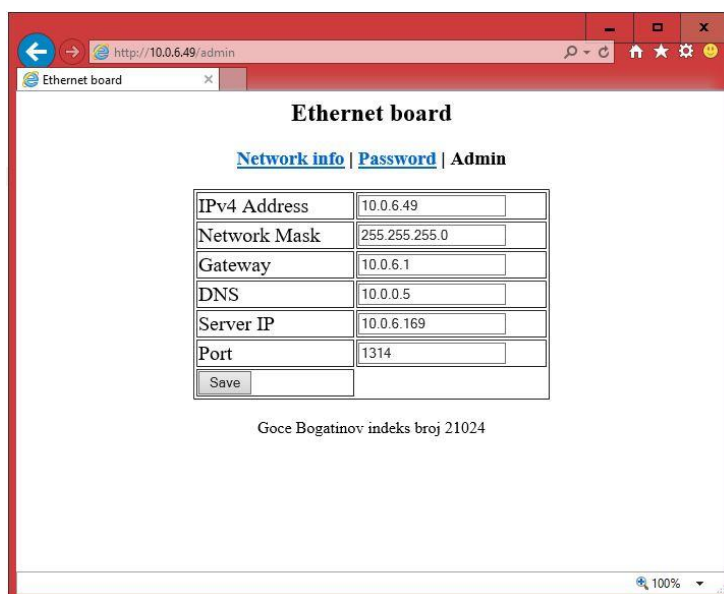 http://10.0.6.49/admin
Ethernet board
Ethernet board
Network info | Password | Admin
IPv4 Address 10.0.6.49
Network Mask 255.255.255.0
Gateway 10.0.6.1
DNS 10.0.0.5
Server IP 10.0.6.169
Port 1314
Save
Goce Bogatinov indeks broj 21024
100%